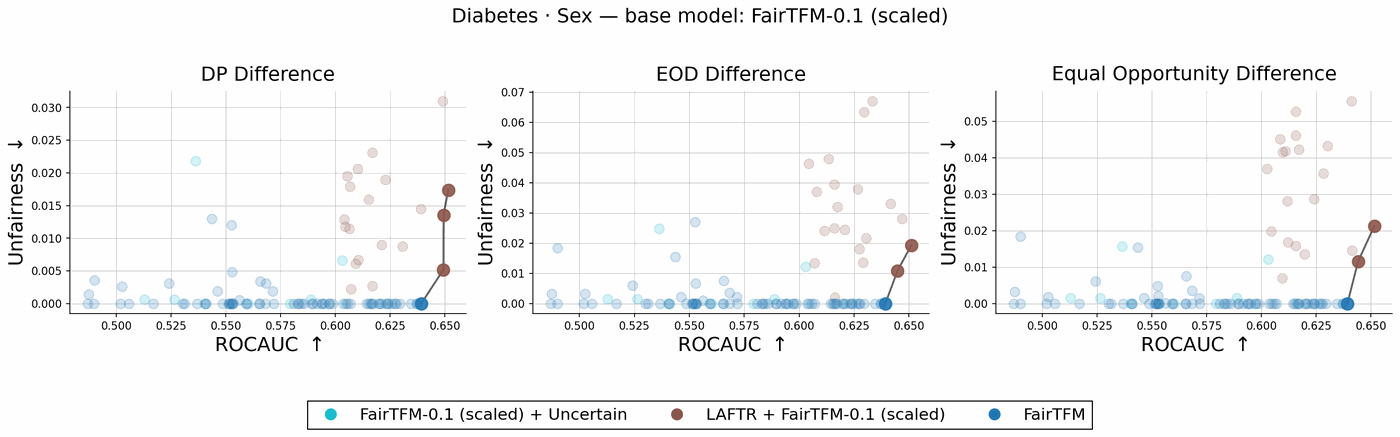 Diabetes · Sex — base model: FairTFM-0.1 (scaled)
DP Difference
EOD Difference
Equal Opportunity Difference
Unfairness ↓
0.030
0.025
0.020
0.015
0.010
0.005
0.000
0.500 0.525 0.550 0.575 0.600 0.625 0.650
ROCAUC ↑
Unfairness ↓
0.07
0.06
0.05
0.04
0.03
0.02
0.01
0.00
0.500 0.525 0.550 0.575 0.600 0.625 0.650
ROCAUC ↑
Unfairness ↓
0.05
0.04
0.03
0.02
0.01
0.00
0.500 0.525 0.550 0.575 0.600 0.625 0.650
ROCAUC ↑
FairTFM-0.1 (scaled) + Uncertain LAFTR + FairTFM-0.1 (scaled) FairTFM